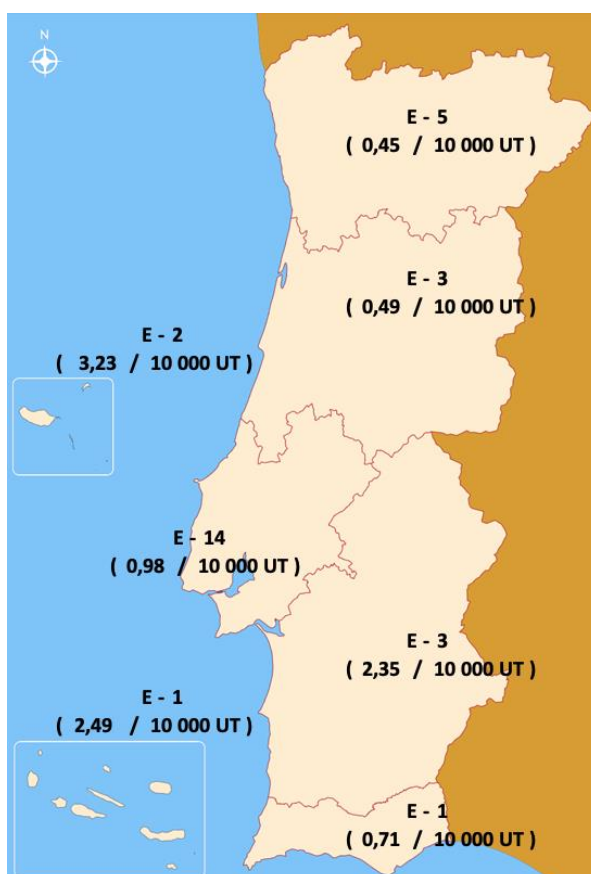 N
E - 5
( 0,45 / 10 000 UT )
E - 3
( 0,49 / 10 000 UT )
E - 2
( 3,23 / 10 000 UT )
E - 14
( 0,98 / 10 000 UT )
E - 3
( 2,35 / 10 000 UT )
E - 1
( 2,49 / 10 000 UT )
E - 1
( 0,71 / 10 000 UT )